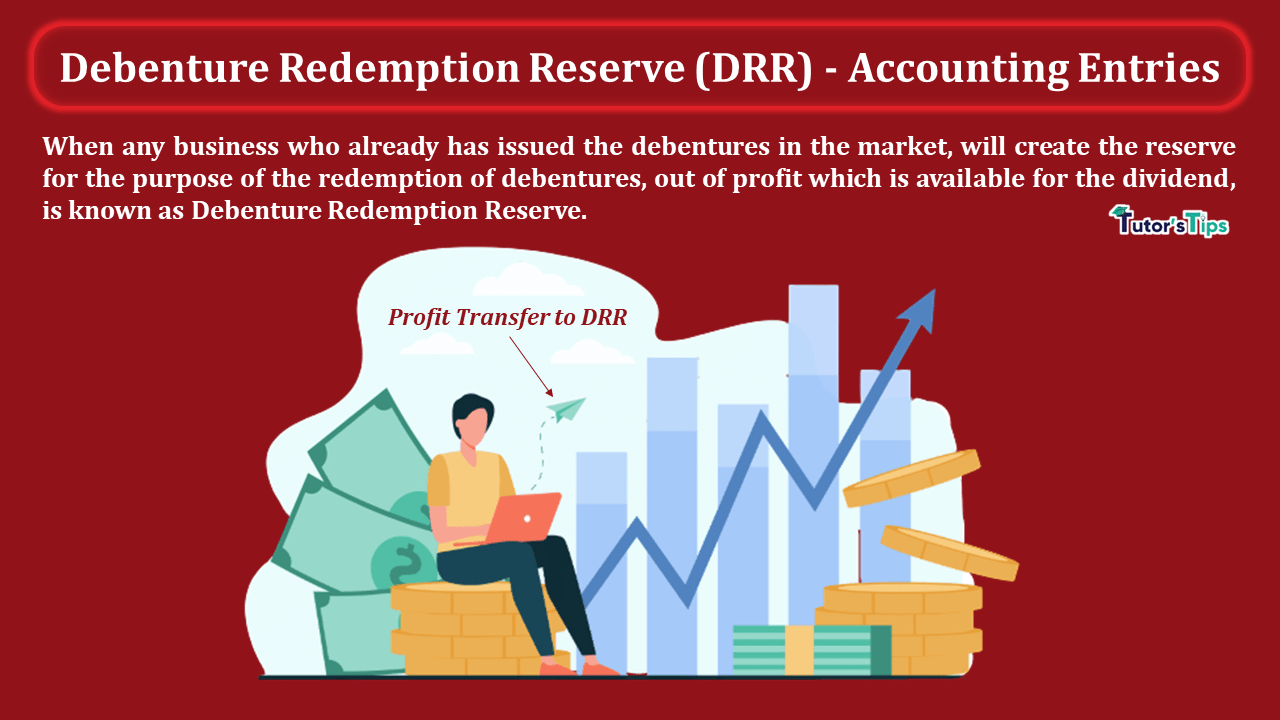 Debenture Redemption Reserve (DRR) - Accounting Entries
When any business who already has issued the debentures in the market, will create the reserve
for the purpose of the redemption of debentures, out of profit which is available for the dividend,
is known as Debenture Redemption Reserve.
Tutor'sTips
Profit Transfer to DRR
$